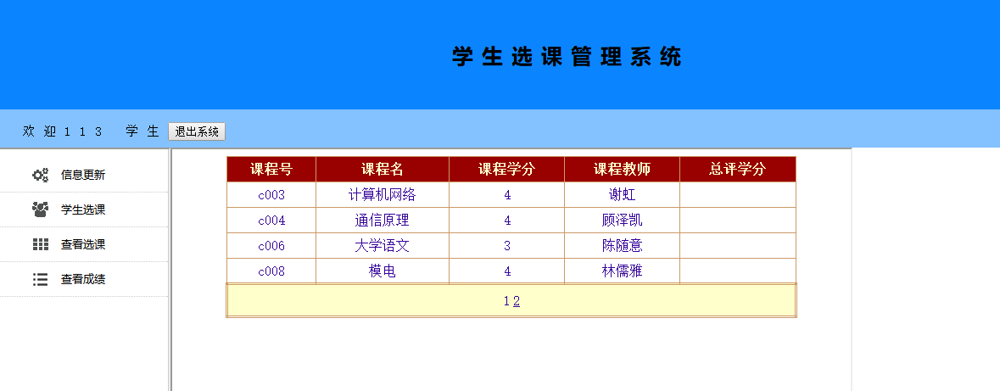 学生选课管理系统
欢迎113 学生 退出系统
信息更新
学生选课
查看选课
查看成绩
课程号 课程名 课程学分 课程教师 总评学分
c003 计算机网络 4 谢虹
c004 通信原理 4 顾泽凯
c006 大学语文 3 陈随意
c008 模电 4 林儒雅
1 2